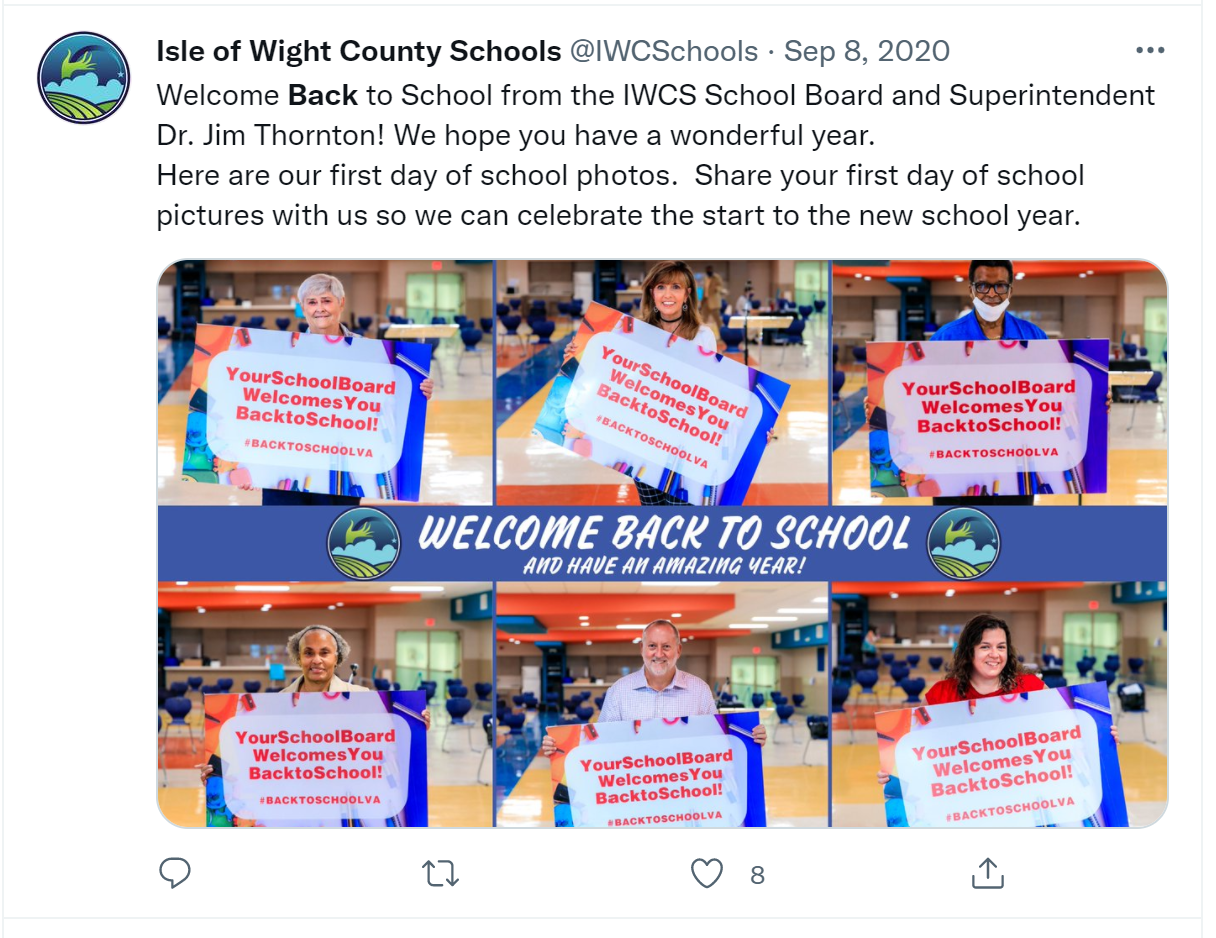 Isle of Wight County Schools @IWCSchools · Sep 8, 2020
Welcome Back to School from the IWCS School Board and Superintendent
Dr. Jim Thornton! We hope you have a wonderful year.
Here are our first day of school photos.  Share your first day of school
pictures with us so we can celebrate the start to the new school year.
YourSchoolBoard
WelcomesYou
BacktoSchool!
#BACKTOSCHOOLVA
YourSchoolBoard
WelcomesYou
BacktoSchool!
#BACKTOSCHOOLVA
YourSchoolBoard
WelcomesYou
BacktoSchool!
#BACKTOSCHOOLVA
WELCOME BACK TO SCHOOL
AND HAVE AN AMAZING YEAR!
YourSchoolBoard
WelcomesYou
BacktoSchool!
#BACKTOSCHOOLVA
YourSchoolBoard
WelcomesYou
BacktoSchool!
#BACKTOSCHOOLVA
YourSchoolBoard
WelcomesYou
BacktoSchool!
#BACKTOSCHOOLVA
8